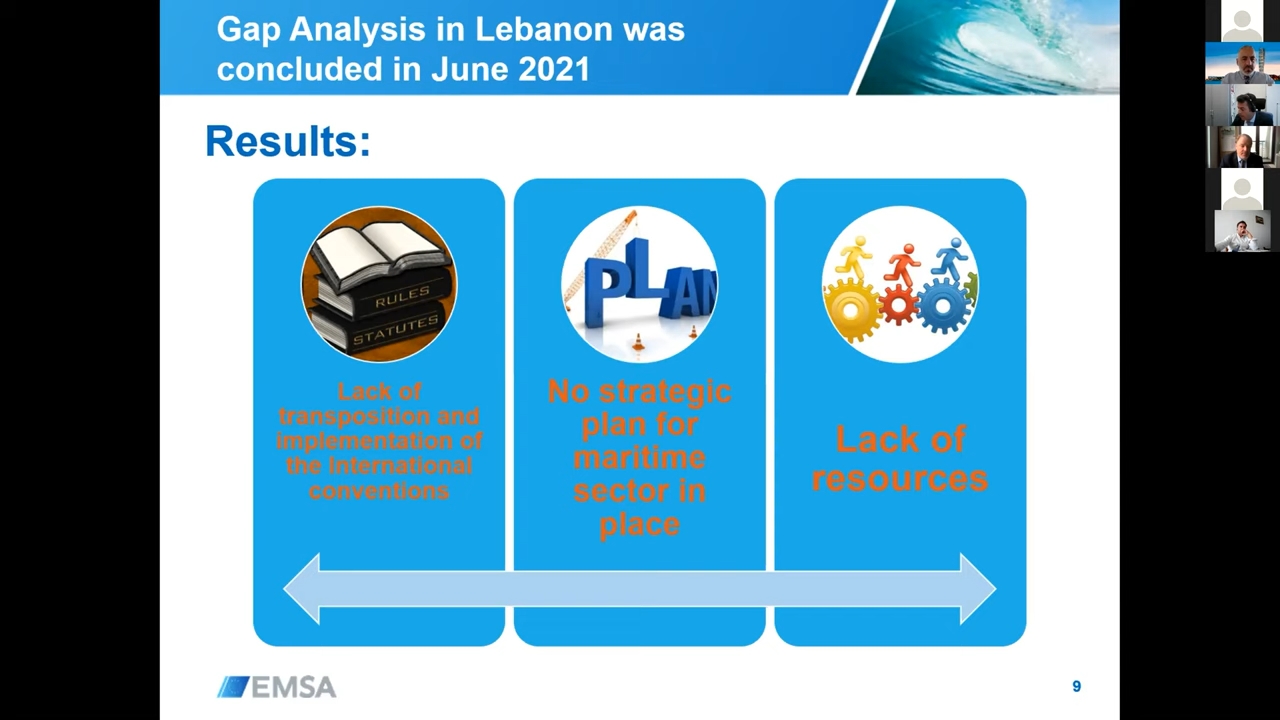 Gap Analysis in Lebanon was
concluded in June 2021
Results:
RULES
STATUTES
Lack of
transposition and
implementation of
the international
conventions
PLAN
No strategic
plan for
maritime
sector in
place
Lack of
resources
EMSA
9